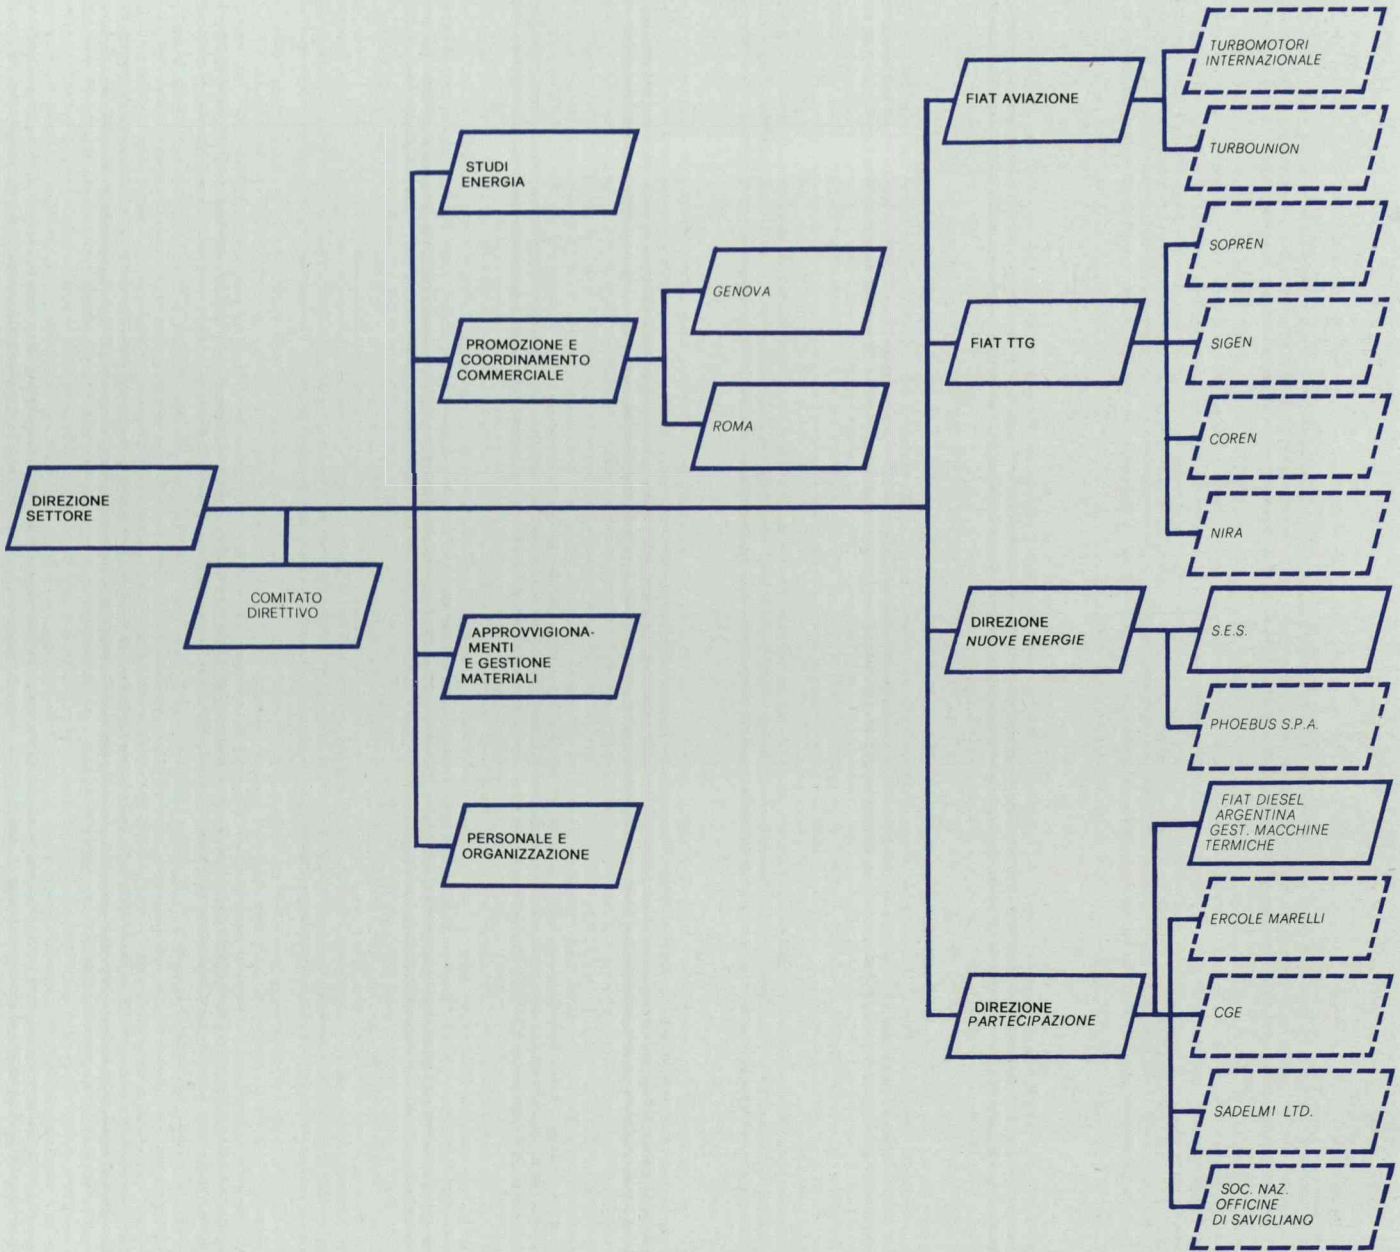 DIREZIONE
SETTORE
COMITATO
DIRETTIVO
STUDI
ENERGIA
PROMOZIONE E
COORDINAMENTO
COMMERCIALE
GENOVA
ROMA
APPROVVIGIONA-
MENTI
E GESTIONE
MATERIALI
PERSONALE E
ORGANIZZAZIONE
FIAT AVIAZIONE
TURBOMOTORI
INTERNAZIONALE
TURBOUNION
FIAT TTG
SOPREN
SIGEN
COREN
NIRA
DIREZIONE
NUOVE ENERGIE
S.E.S.
PHOEBUS S.P.A.
DIREZIONE
PARTECIPAZIONE
FIAT DIESEL
ARGENTINA
GEST. MACCHINE
TERMICHE
ERCOLE MARELLI
CGE
SADELMI LTD.
SOC. NAZ.
OFFICINE
DI SAVIGLIANO